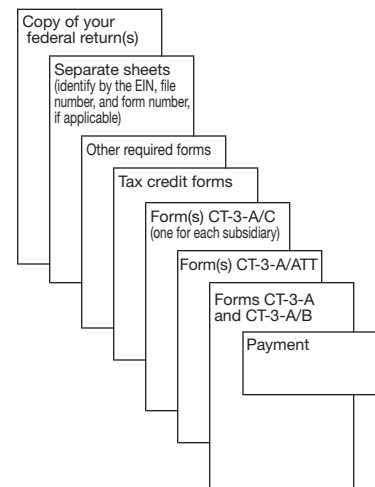 Copy of your
federal return(s)
Separate sheets
(identify by the EIN, file
number, and form number,
if applicable)
Other required forms
Tax credit forms
Form(s) CT-3-A/C
(one for each subsidiary)
Form(s) CT-3-A/ATT
Forms CT-3-A
and CT-3-A/B
Payment